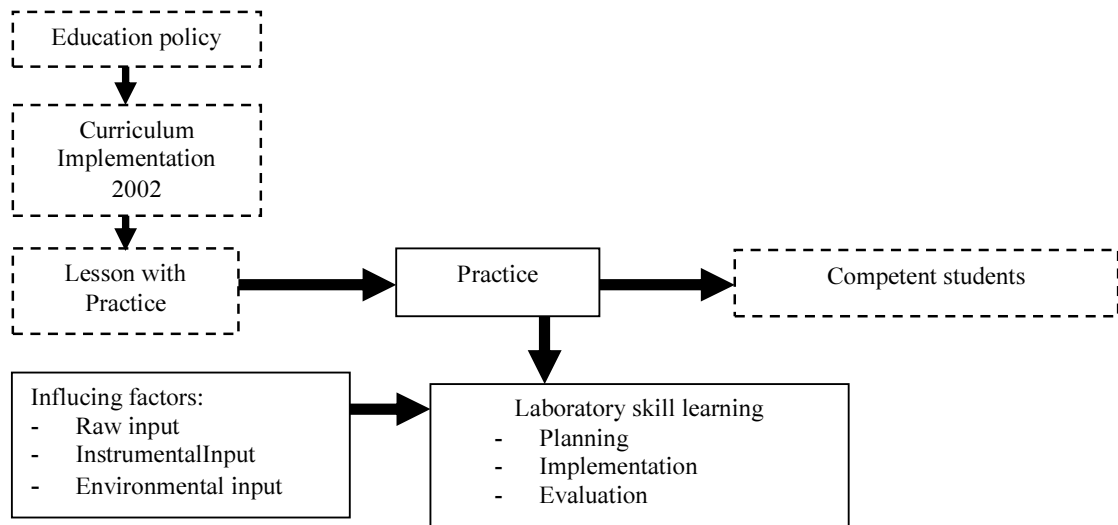 Education policy
Curriculum
Implementation
2002
Lesson with
Practice
Practice
Competent students
Influcing factors:
- Raw input
- InstrumentalInput
- Environmental input
Laboratory skill learning
- Planning
- Implementation
- Evaluation